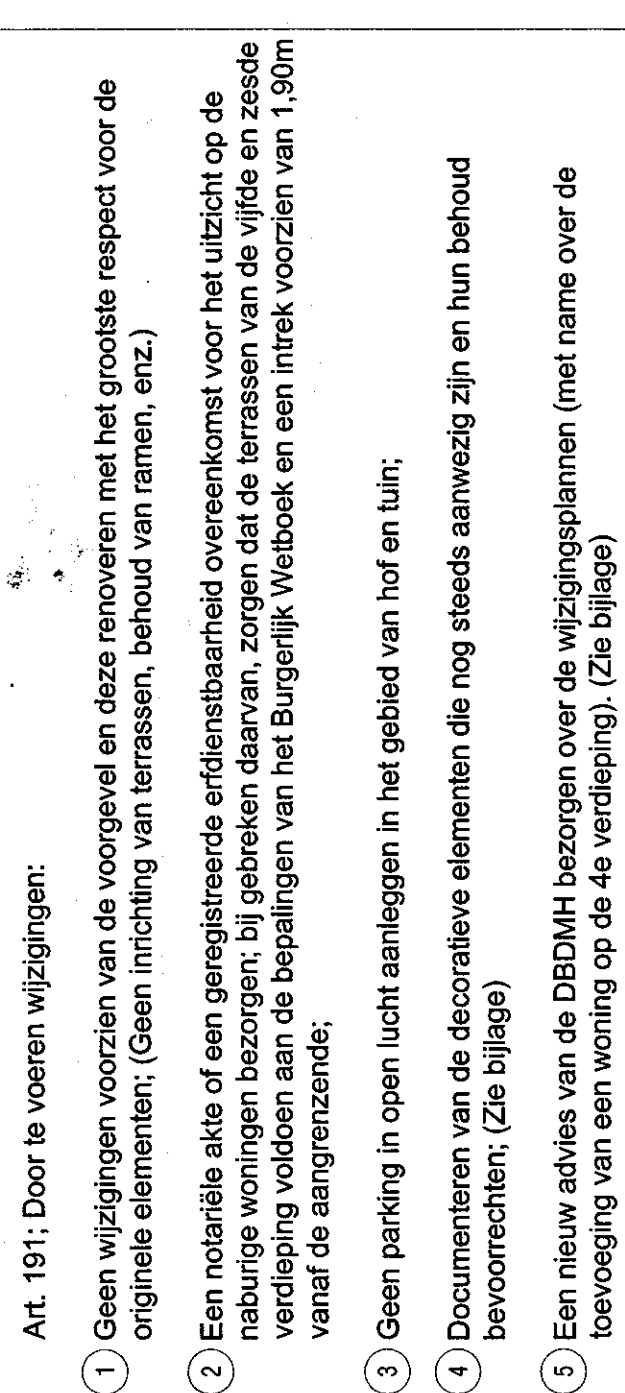 Art. 191; Door te voeren wijzigingen:
1 Geen wijzigingen voorzien van de voorgevel en deze renoveren met het grootste respect voor de
originele elementen; (Geen inrichting van terrassen, behoud van ramen, enz.)
2 Een notariële akte of een geregistreerde erfdienstbaarheid overeenkomst voor het uitzicht op de
naburige woningen bezorgen; bij gebreken daarvan, zorgen dat de terrassen van de vijfde en zesde
verdieping voldoen aan de bepalingen van het Burgerlijk Wetboek en een intrek voorzien van 1,90m
vanaf de aangrenzende;
3 Geen parking in open lucht aanleggen in het gebied van hof en tuin;
4 Documenteren van de decoratieve elementen die nog steeds aanwezig zijn en hun behoud
bevoorrechten; (Zie bijlage)
5 Een nieuw advies van de DBDMH bezorgen over de wijzigingsplannen (met name over de
toevoeging van een woning op de 4e verdieping). (Zie bijlage)